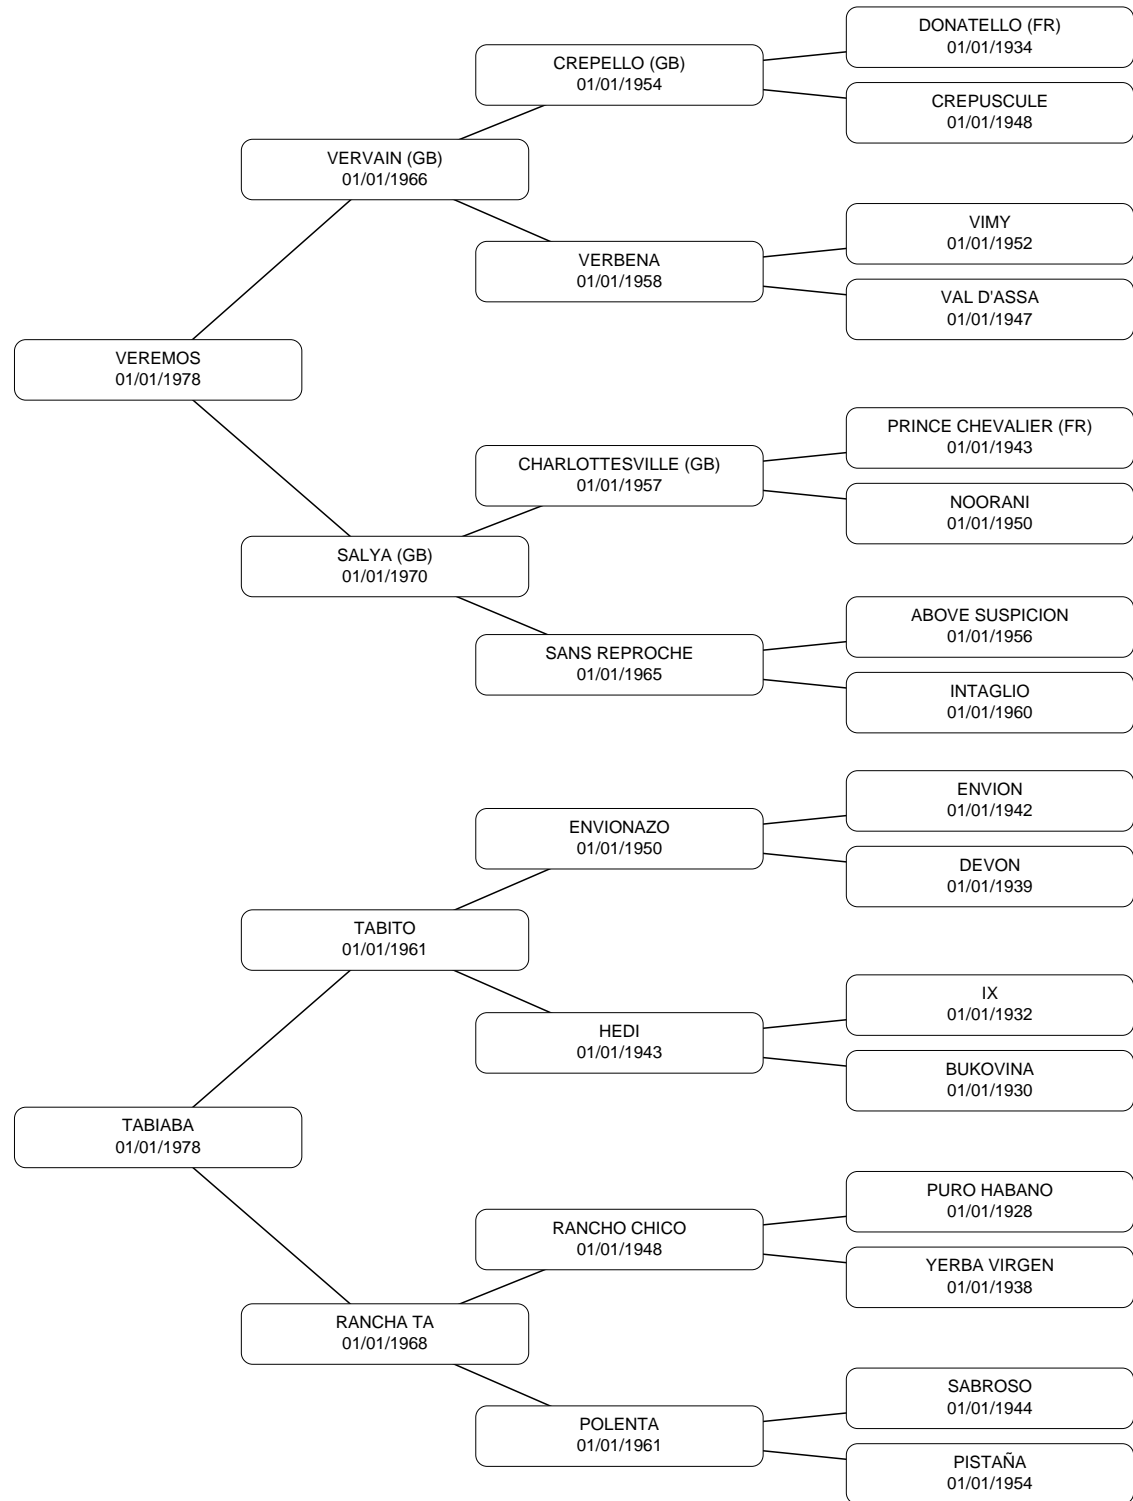 DONATELLO (FR)
01/01/1934
CREPELLO (GB)
01/01/1954
CREPUSCULE
01/01/1948
VERVAIN (GB)
01/01/1966
VIMY
01/01/1952
VERBENA
01/01/1958
VAL D'ASSA
01/01/1947
VEREMOS
01/01/1978
PRINCE CHEVALIER (FR)
01/01/1943
CHARLOTTESVILLE (GB)
01/01/1957
NOORANI
01/01/1950
SALYA (GB)
01/01/1970
ABOVE SUSPICION
01/01/1956
SANS REPROCHE
01/01/1965
INTAGLIO
01/01/1960
ENVION
01/01/1942
ENVIONAZO
01/01/1950
DEVON
01/01/1939
TABITO
01/01/1961
IX
01/01/1932
HEDI
01/01/1943
BUKOVINA
01/01/1930
TABIABA
01/01/1978
PURO HABANO
01/01/1928
RANCHO CHICO
01/01/1948
YERBA VIRGEN
01/01/1938
RANCHA TA
01/01/1968
SABROSO
01/01/1944
POLENTA
01/01/1961
PISTAÑA
01/01/1954